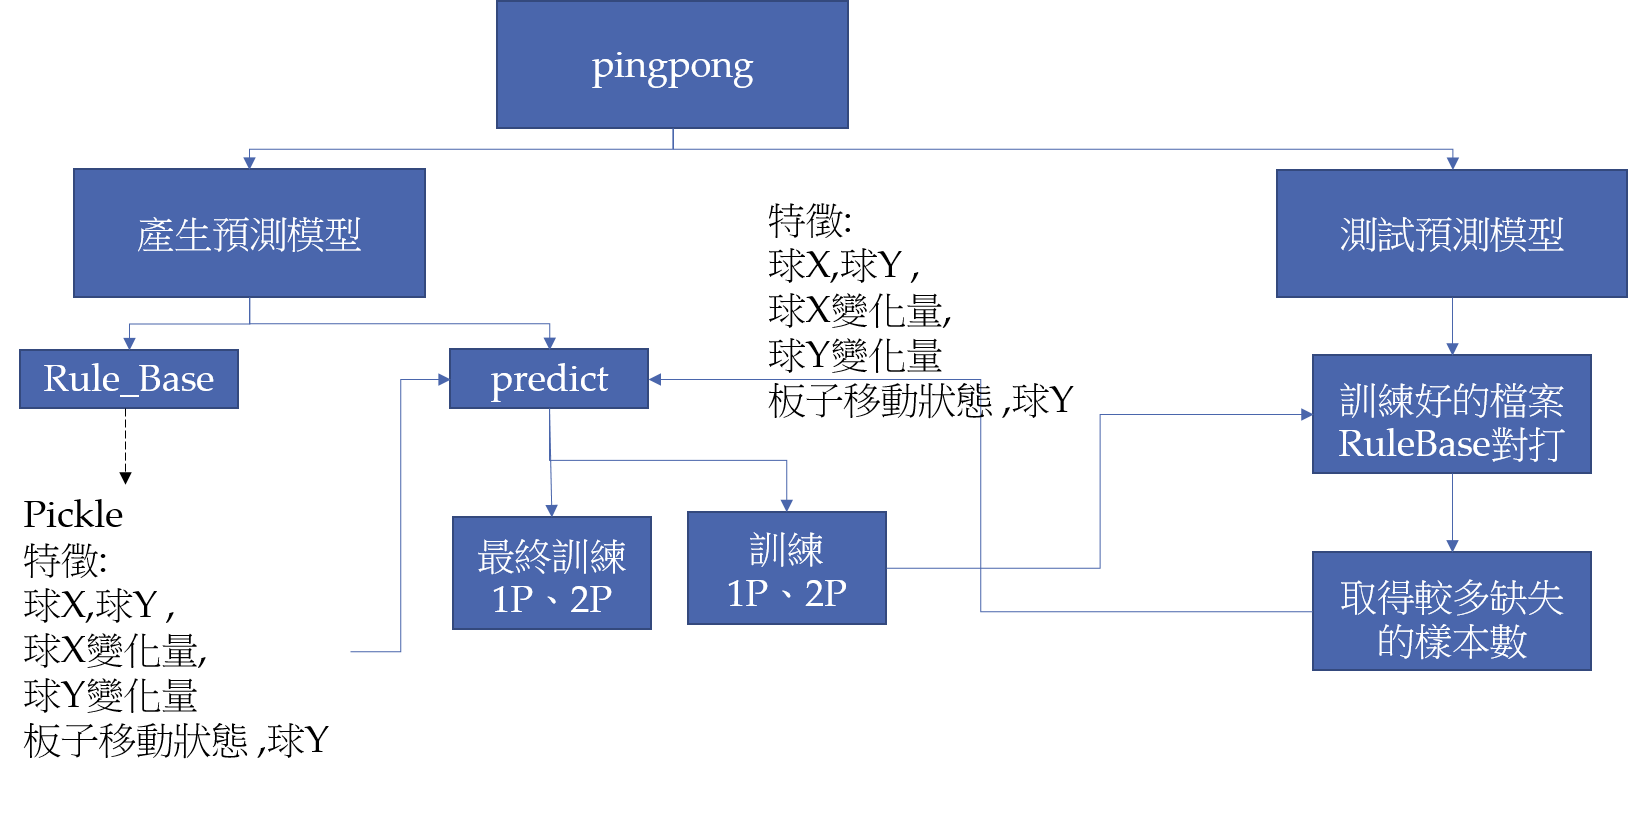 pingpong
產生預測模型
測試預測模型
特徵:
球X,球Y ,
球X變化量,
球Y變化量
板子移動狀態 ,球Y
Rule_Base
predict
訓練好的檔案
RuleBase對打
Pickle
特徵:
球X,球Y ,
球X變化量,
球Y變化量
板子移動狀態 ,球Y
最終訓練
1P、2P
訓練
1P、2P
取得較多缺失
的樣本數